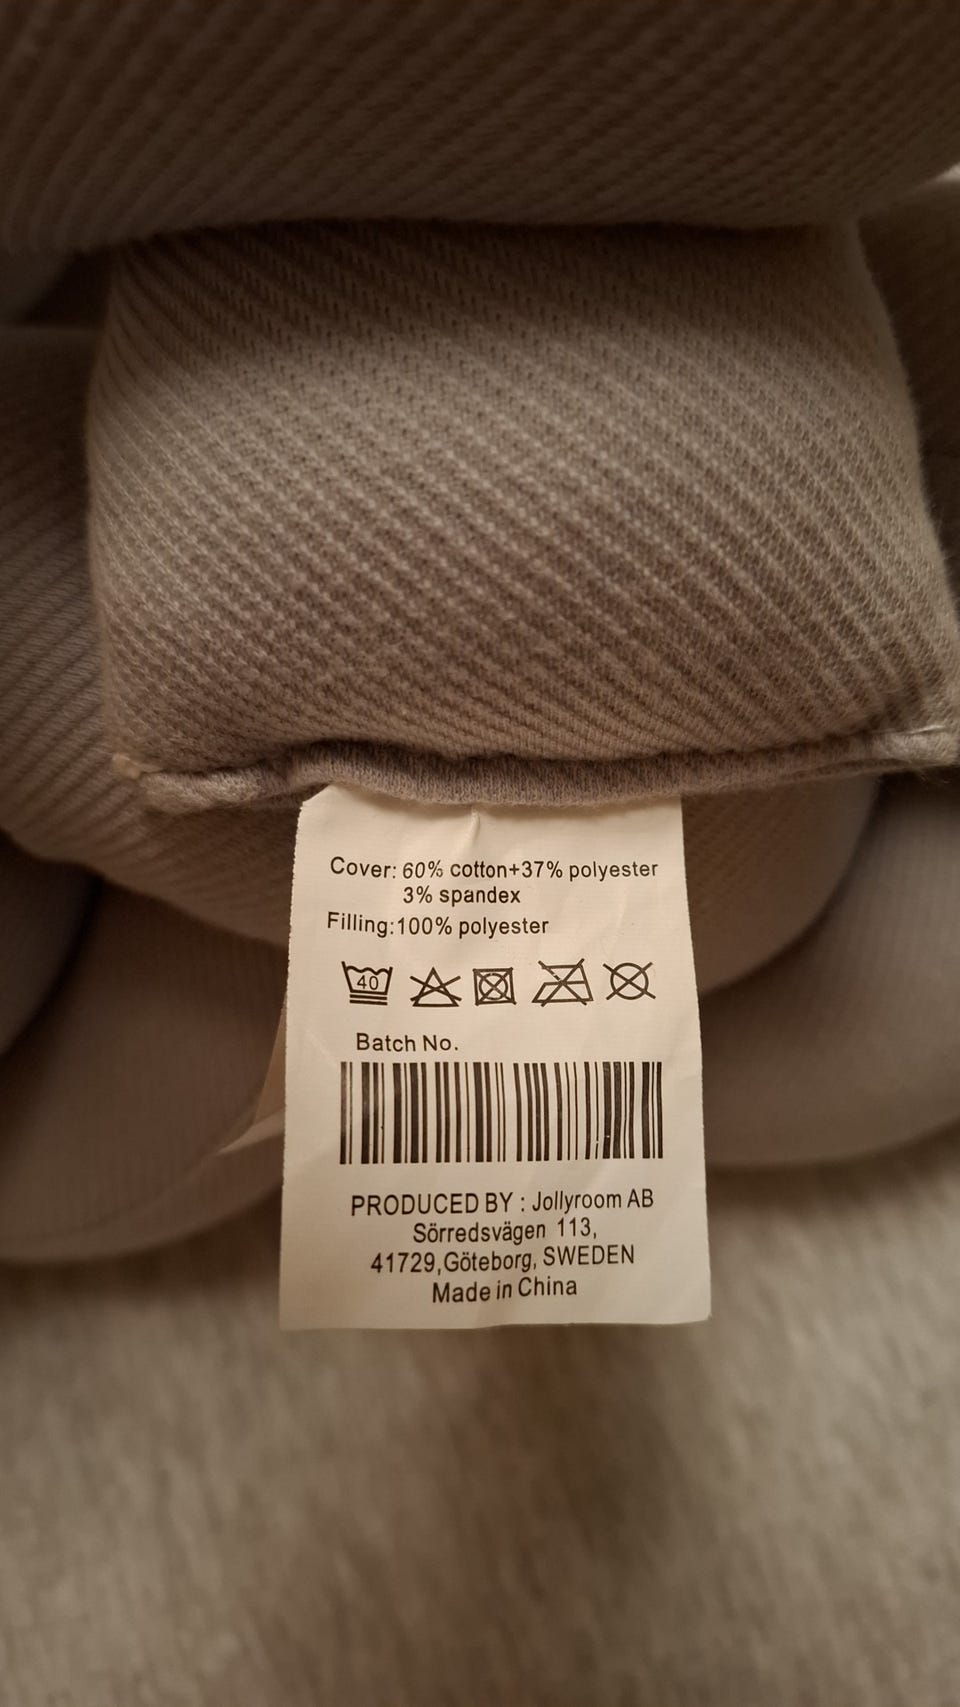 Cover: 60% cotton+37% polyester
3% spandex
Filling:100% polyester
40
Batch No.
PRODUCED BY : Jollyroom AB
Sörredsvägen 113,
41729,Göteborg, SWEDEN
Made in China